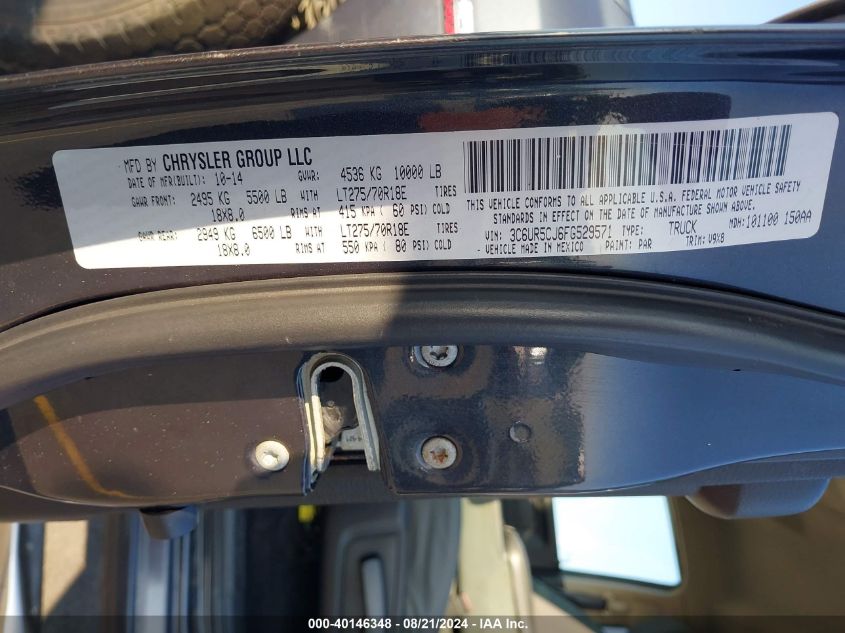 MFD BY CHRYSLER GROUP LLC
DATE OF MFR(BUILT): 10-14 GVWR: 4536 KG 10000 LB
GAWR FRONT: 2495 KG 5500 LB WITH LT275/70R18E TIRES
18X8.0 RIMS AT 415 KPA ( 60 PSI) COLD
GAWR REAR: 2949 KG 6500 LB WITH LT275/70R18E TIRES
18X8.0 RIMS AT 550 KPA ( 80 PSI) COLD
THIS VEHICLE CONFORMS TO ALL APPLICABLE U.S.A. FEDERAL MOTOR VEHICLE SAFETY
STANDARDS IN EFFECT ON THE DATE OF MANUFACTURE SHOWN ABOVE.
VIN: 3C6UR5CJ6FG529571 TYPE: TRUCK MDH: 101100 150AA
VEHICLE MADE IN MEXICO PAINT: PAR TRIM: V9X8
000-40146348 - 08/21/2024 - WWW.IAAI.COM